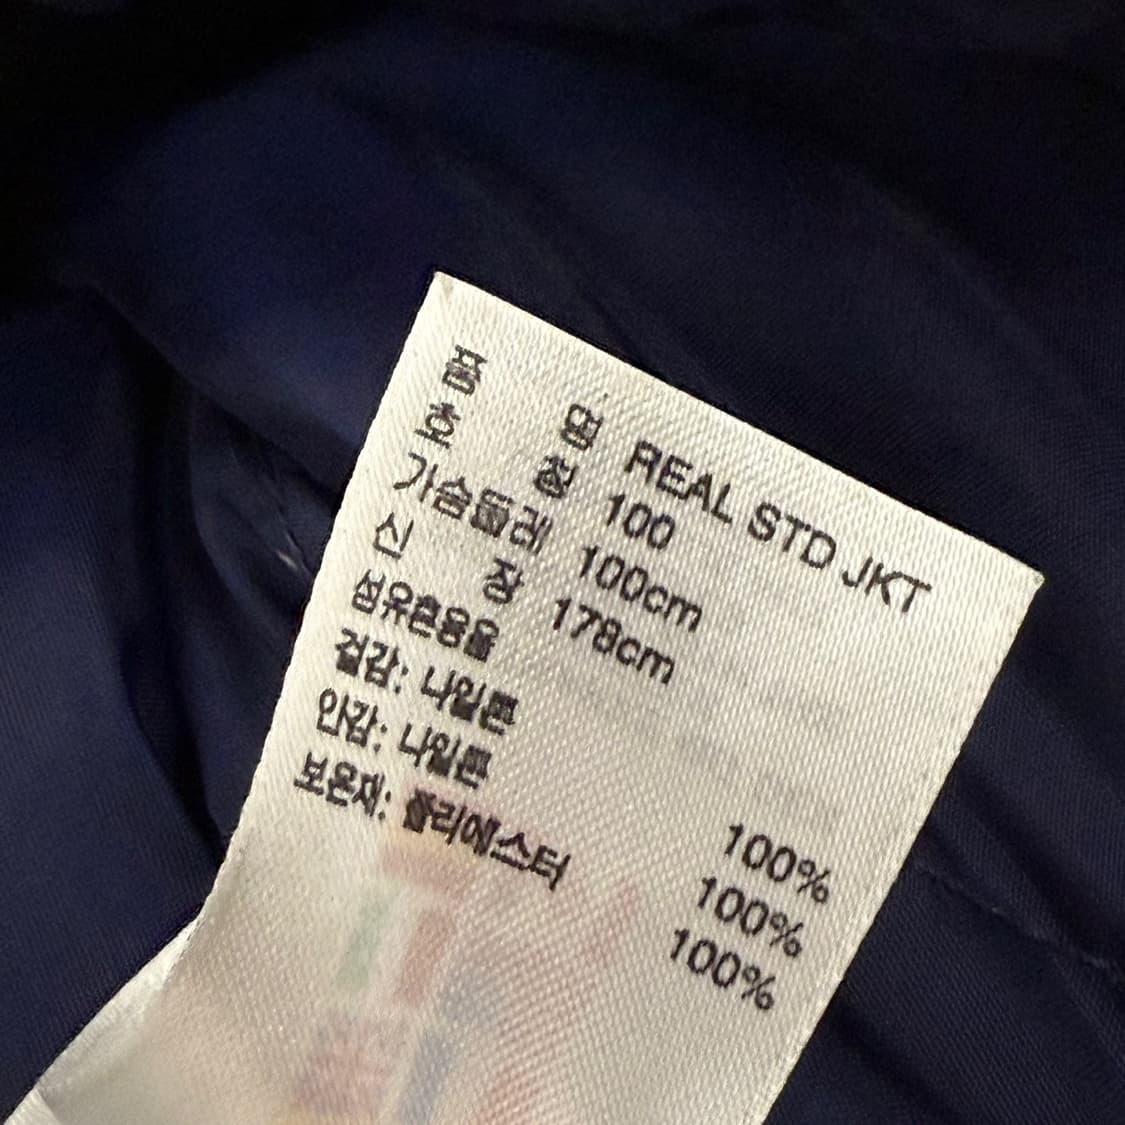 품 명 REAL STD JKT
호 칭 100
가슴둘레 100cm
신 장 178cm
섬유혼용율
겉감: 나일론 100%
안감: 나일론 100%
보온재: 폴리에스터 100%